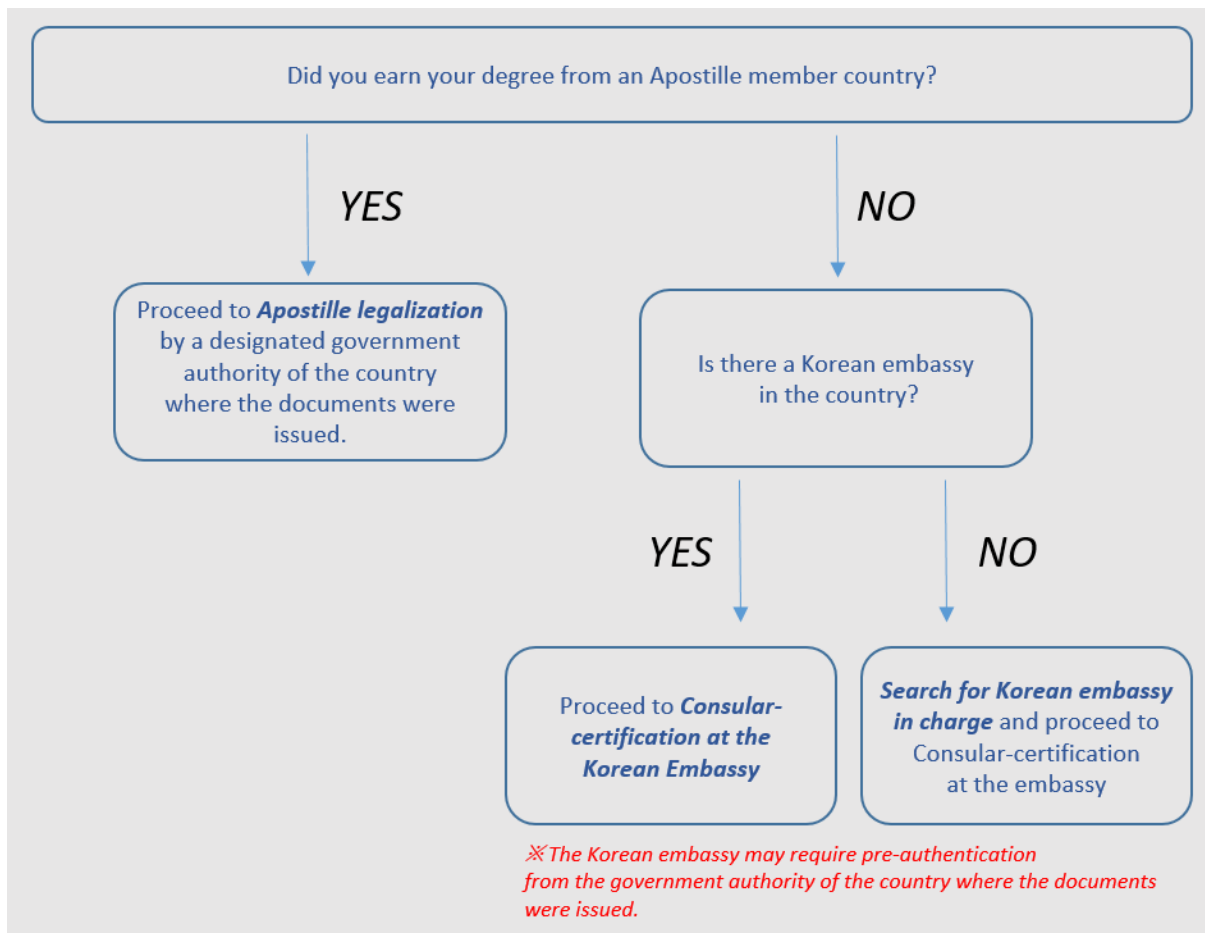 Did you earn your degree from an Apostille member country?
YES
NO
Proceed to Apostille legalization
by a designated government
authority of the country
where the documents were
issued.
Is there a Korean embassy
in the country?
YES
NO
Proceed to Consular-
certification at the
Korean Embassy
Search for Korean embassy
in charge and proceed to
Consular-certification
at the embassy
※ The Korean embassy may require pre-authentication
from the government authority of the country where the documents
were issued.